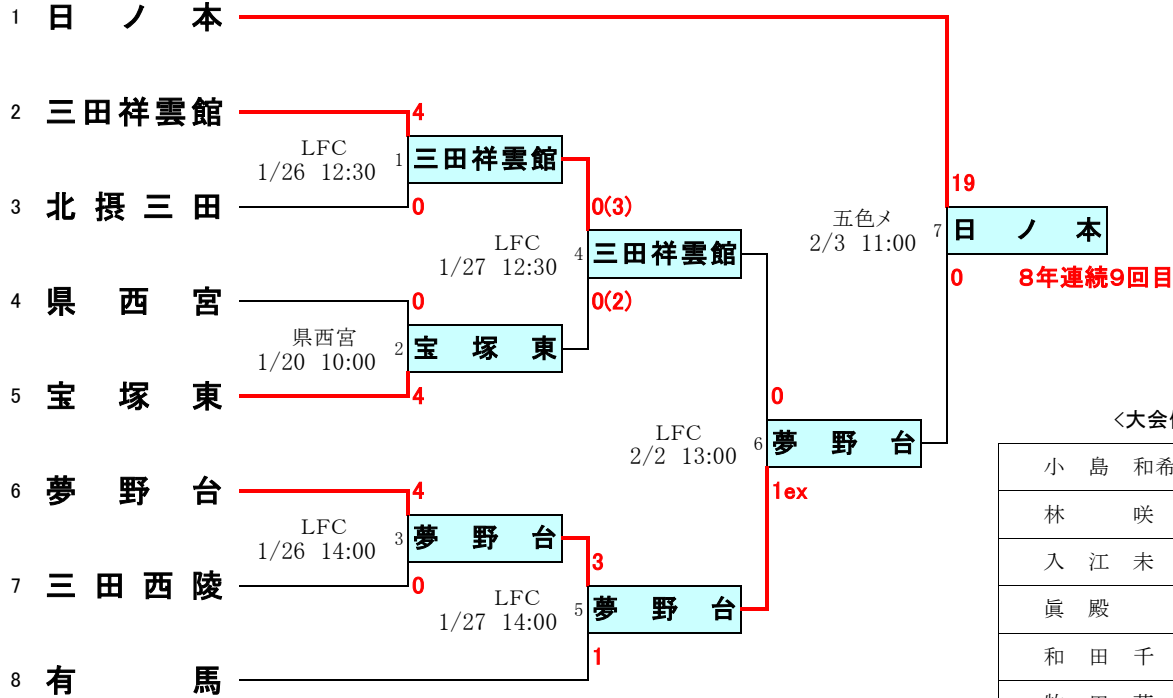 1 日ノ本
2 三田祥雲館
4
LFC
1/26 12:30
1 三田祥雲館
3 北摂三田
0
0(3)
19
五色メ
2/3 11:00
7 日ノ本
LFC
1/27 12:30
4 三田祥雲館
0 8年連続9回目
4 県西宮
0
0(2)
県西宮
1/20 10:00
2 宝塚東
5 宝塚東
4
0
LFC
2/2 13:00
6 夢野台
1ex
6 夢野台
4
LFC
1/26 14:00
3 夢野台
7 三田西陵
0
3
LFC
1/27 14:00
5 夢野台
1
8 有馬
<大会
小島 和希
林 咲
入江 未
眞殿
和田 千